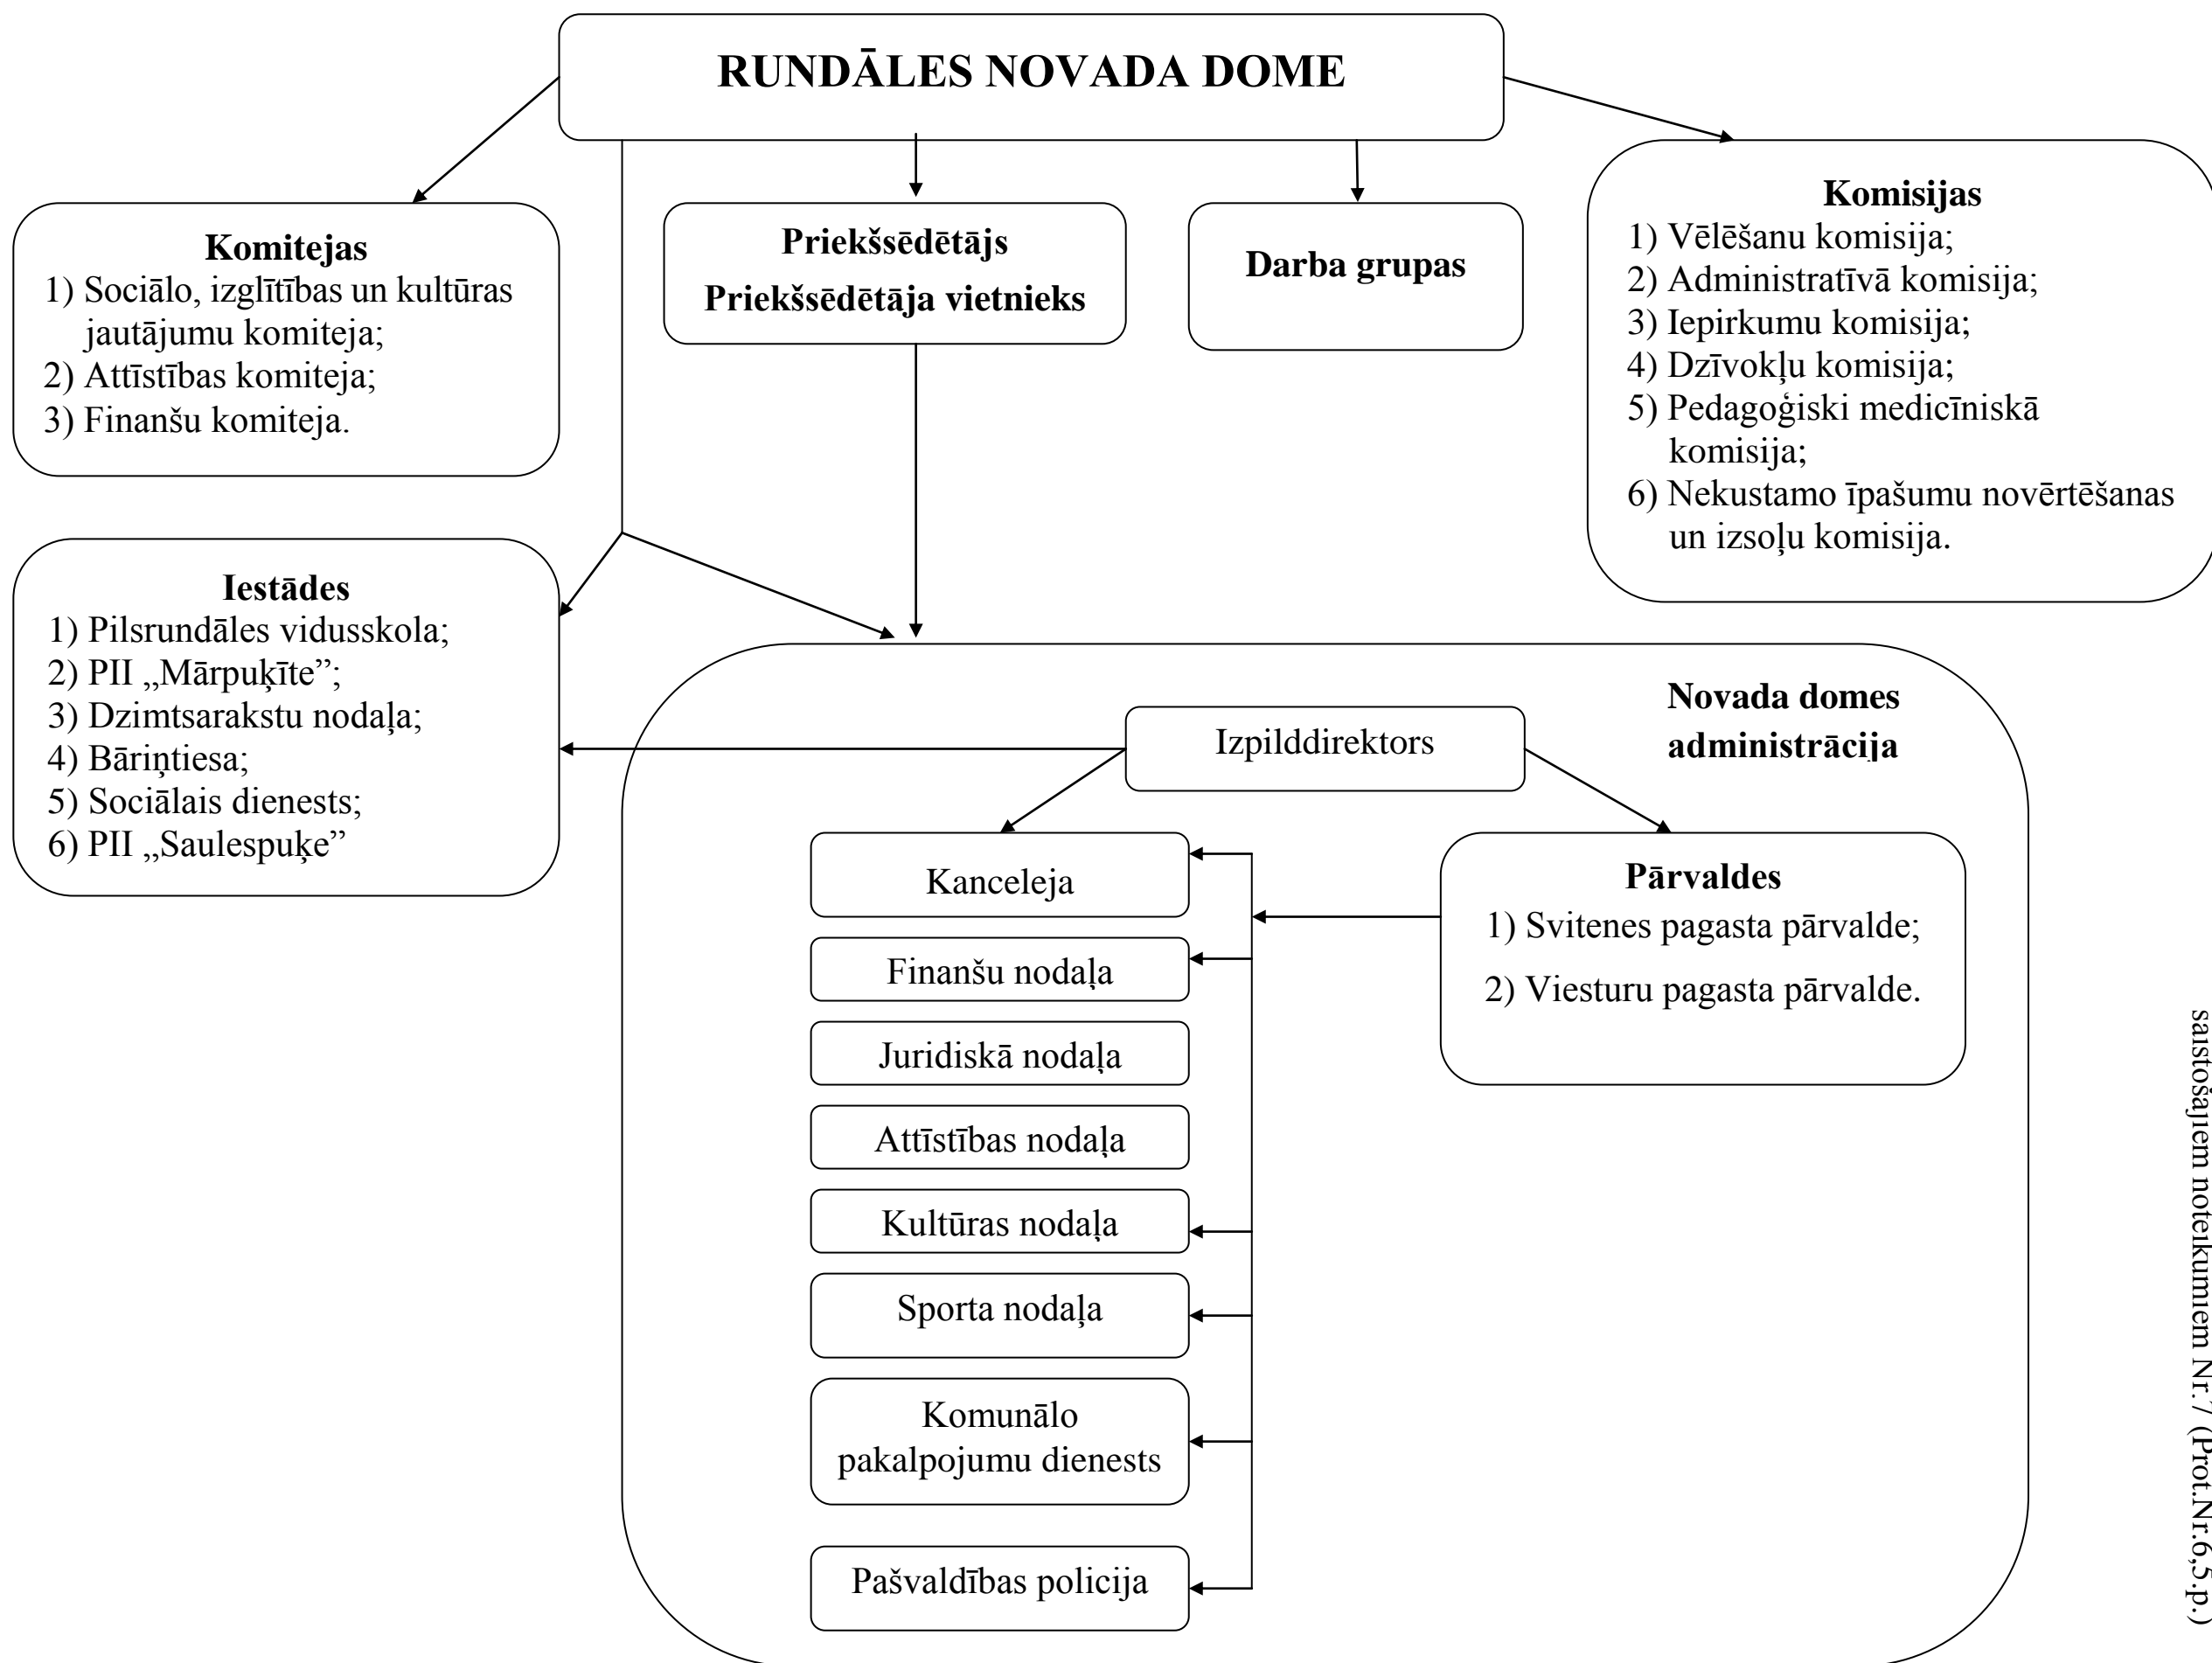 RUNDĀLES NOVADA DOME
Komitejas
1) Sociālo, izglītības un kultūras
jautājumu komiteja;
2) Attīstības komiteja;
3) Finanšu komiteja.
Priekšsēdētājs
Priekšsēdētāja vietnieks
Darba grupas
Komisijas
1) Vēlēšanu komisija;
2) Administratīvā komisija;
3) Iepirkumu komisija;
4) Dzīvokļu komisija;
5) Pedagoģiski medicīniskā
komisija;
6) Nekustamo īpašumu novērtēšanas
un izsoļu komisija.
Iestādes
1) Pilsrundāles vidusskola;
2) PII „Mārpuķīte”;
3) Dzimtsarakstu nodaļa;
4) Bāriņtiesa;
5) Sociālais dienests;
6) PII „Saulespuķe”
Novada domes
administrācija
Izpilddirektors
Kanceleja
Finanšu nodaļa
Juridiskā nodaļa
Attīstības nodaļa
Kultūras nodaļa
Sporta nodaļa
Komunālo
pakalpojumu dienests
Pašvaldības policija
Pārvaldes
1) Svitenes pagasta pārvalde;
2) Viesturu pagasta pārvalde.
saistošajiem noteikumiem Nr.7 (Prot.Nr.6,5.p.)